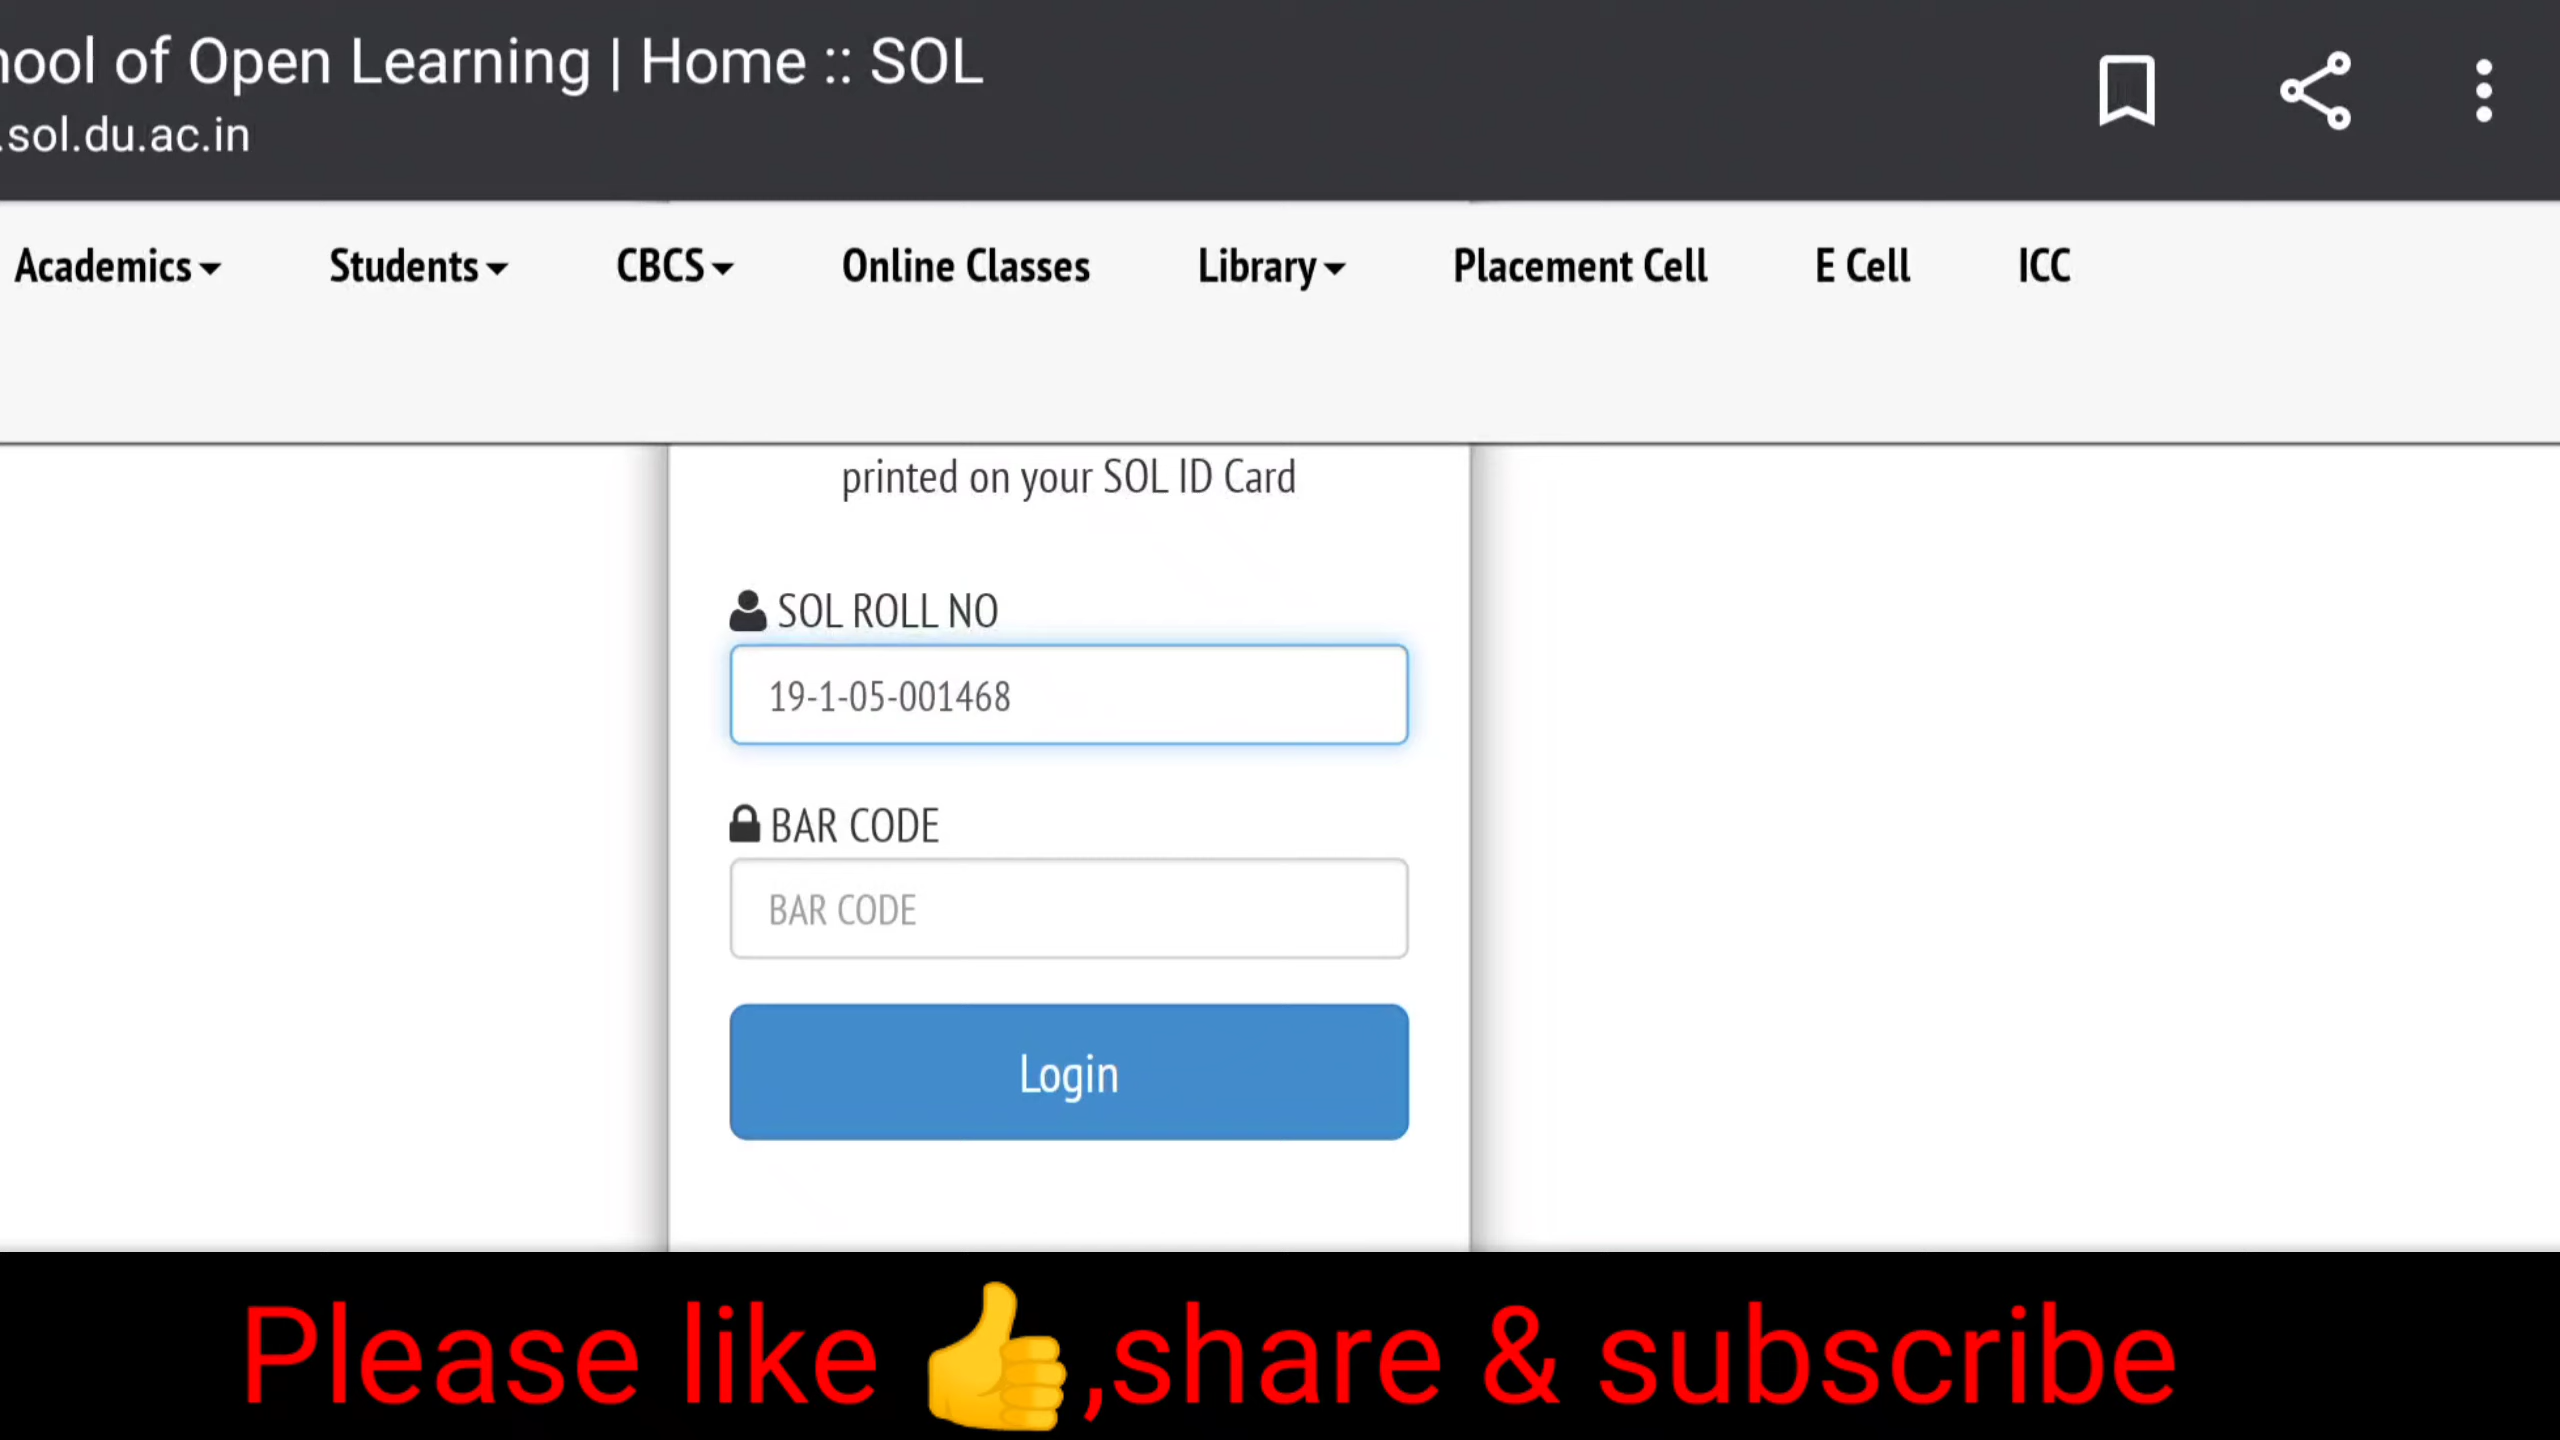 hool of Open Learning | Home :: SOL
.sol.du.ac.in
Academics Students CBCS Online Classes Library Placement Cell E Cell ICC
printed on your SOL ID Card
SOL ROLL NO
19-1-05-001468
BAR CODE
BAR CODE
Login
Please like 👍,share & subscribe